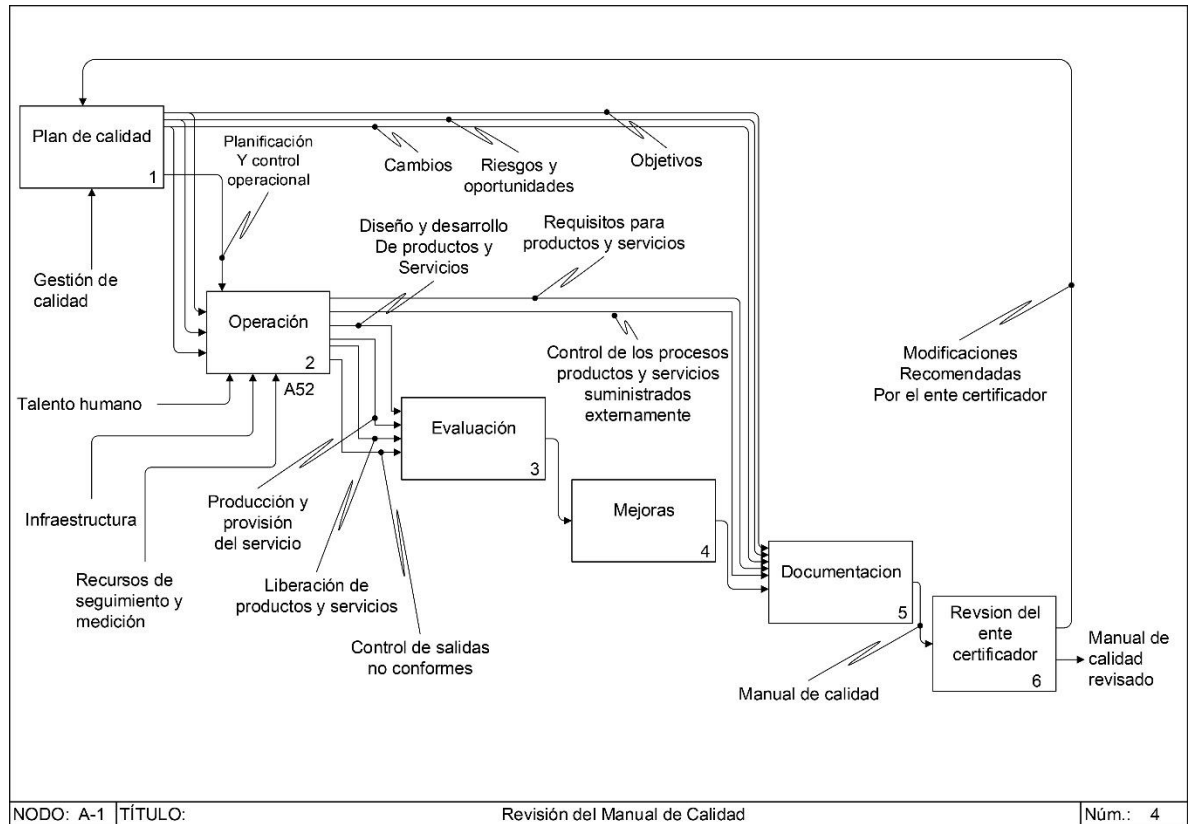 Plan de calidad
1
Planificación
Y control
operacional
Cambios
Riesgos y
oportunidades
Objetivos
Gestión de
calidad
Diseño y desarrollo
De productos y
Servicios
Requisitos para
productos y servicios
Operación
2
A52
Control de los procesos
productos y servicios
suministrados
externamente
Modificaciones
Recomendadas
Por el ente certificador
Talento humano
Infraestructura
Recursos de
seguimiento y
medición
Evaluación
3
Producción y
provisión
del servicio
Liberación de
productos y servicios
Control de salidas
no conformes
Mejoras
4
Documentacion
5
Manual de calidad
Revsion del
ente
certificador
6
Manual de
calidad
revisado
NODO: A-1
TÍTULO:
Revisión del Manual de Calidad
Núm.: 4